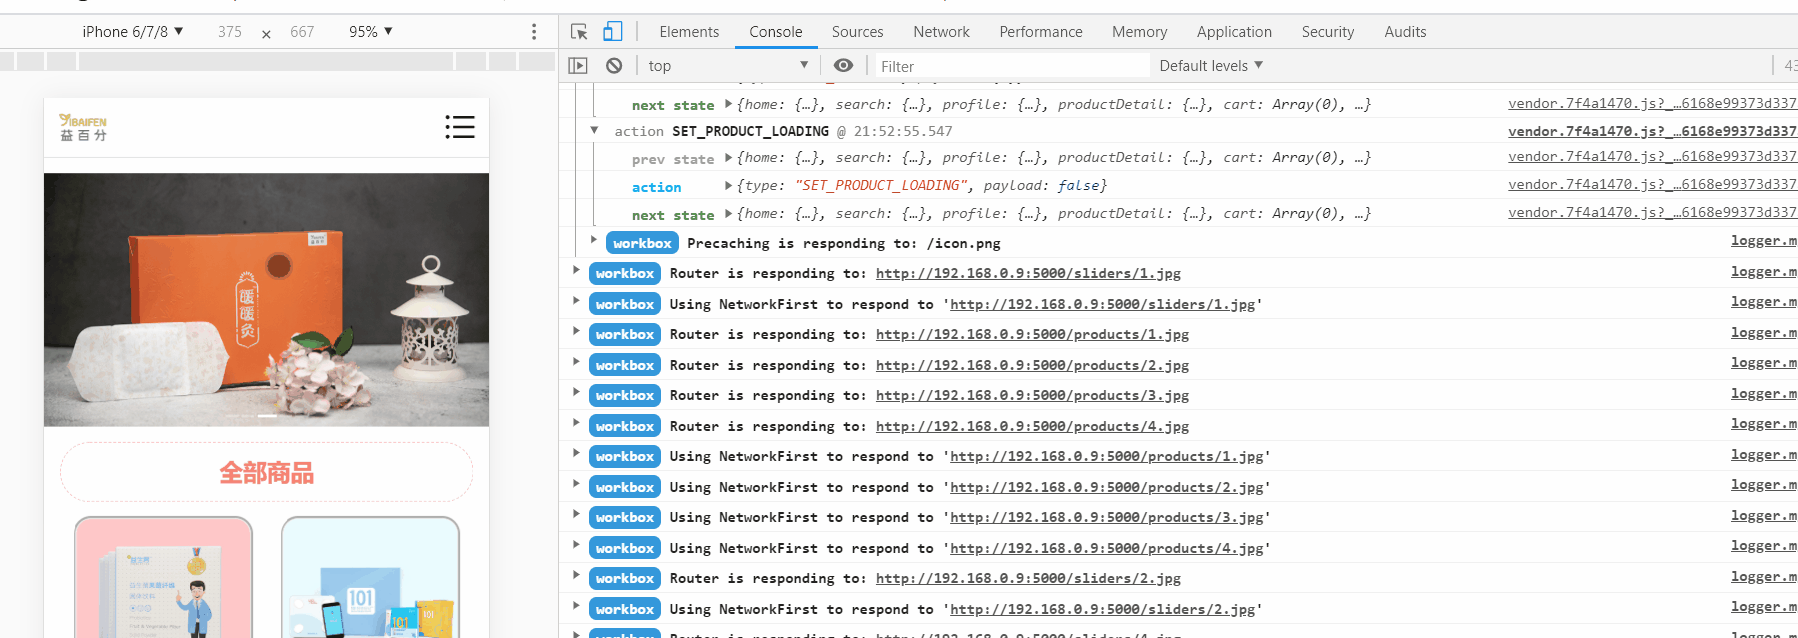 iPhone 6/7/8 ▼ 375 × 667 95% ▼
Elements Console Sources Network Performance Memory Application Security Audits
top ▼ Filter Default levels ▼ 43
YIBAIFEN
益百分
暖暖灸
全部商品
101
101
next state ▶{home: {…}, search: {…}, profile: {…}, productDetail: {…}, cart: Array(0), …} vendor.7f4a1470.js?_…6168e99373d337
▼ action SET_PRODUCT_LOADING @ 21:52:55.547 vendor.7f4a1470.js?_…6168e99373d337
prev state ▶{home: {…}, search: {…}, profile: {…}, productDetail: {…}, cart: Array(0), …} vendor.7f4a1470.js?_…6168e99373d337
action ▶{type: "SET_PRODUCT_LOADING", payload: false} vendor.7f4a1470.js?_…6168e99373d337
next state ▶{home: {…}, search: {…}, profile: {…}, productDetail: {…}, cart: Array(0), …} vendor.7f4a1470.js?_…6168e99373d337
▶ workbox Precaching is responding to: /icon.png logger.m
▶ workbox Router is responding to: http://192.168.0.9:5000/sliders/1.jpg logger.m
▶ workbox Using NetworkFirst to respond to 'http://192.168.0.9:5000/sliders/1.jpg' logger.m
▶ workbox Router is responding to: http://192.168.0.9:5000/products/1.jpg logger.m
▶ workbox Router is responding to: http://192.168.0.9:5000/products/2.jpg logger.m
▶ workbox Router is responding to: http://192.168.0.9:5000/products/3.jpg logger.m
▶ workbox Router is responding to: http://192.168.0.9:5000/products/4.jpg logger.m
▶ workbox Using NetworkFirst to respond to 'http://192.168.0.9:5000/products/1.jpg' logger.m
▶ workbox Using NetworkFirst to respond to 'http://192.168.0.9:5000/products/2.jpg' logger.m
▶ workbox Using NetworkFirst to respond to 'http://192.168.0.9:5000/products/3.jpg' logger.m
▶ workbox Using NetworkFirst to respond to 'http://192.168.0.9:5000/products/4.jpg' logger.m
▶ workbox Router is responding to: http://192.168.0.9:5000/sliders/2.jpg logger.m
▶ workbox Using NetworkFirst to respond to 'http://192.168.0.9:5000/sliders/2.jpg' logger.m